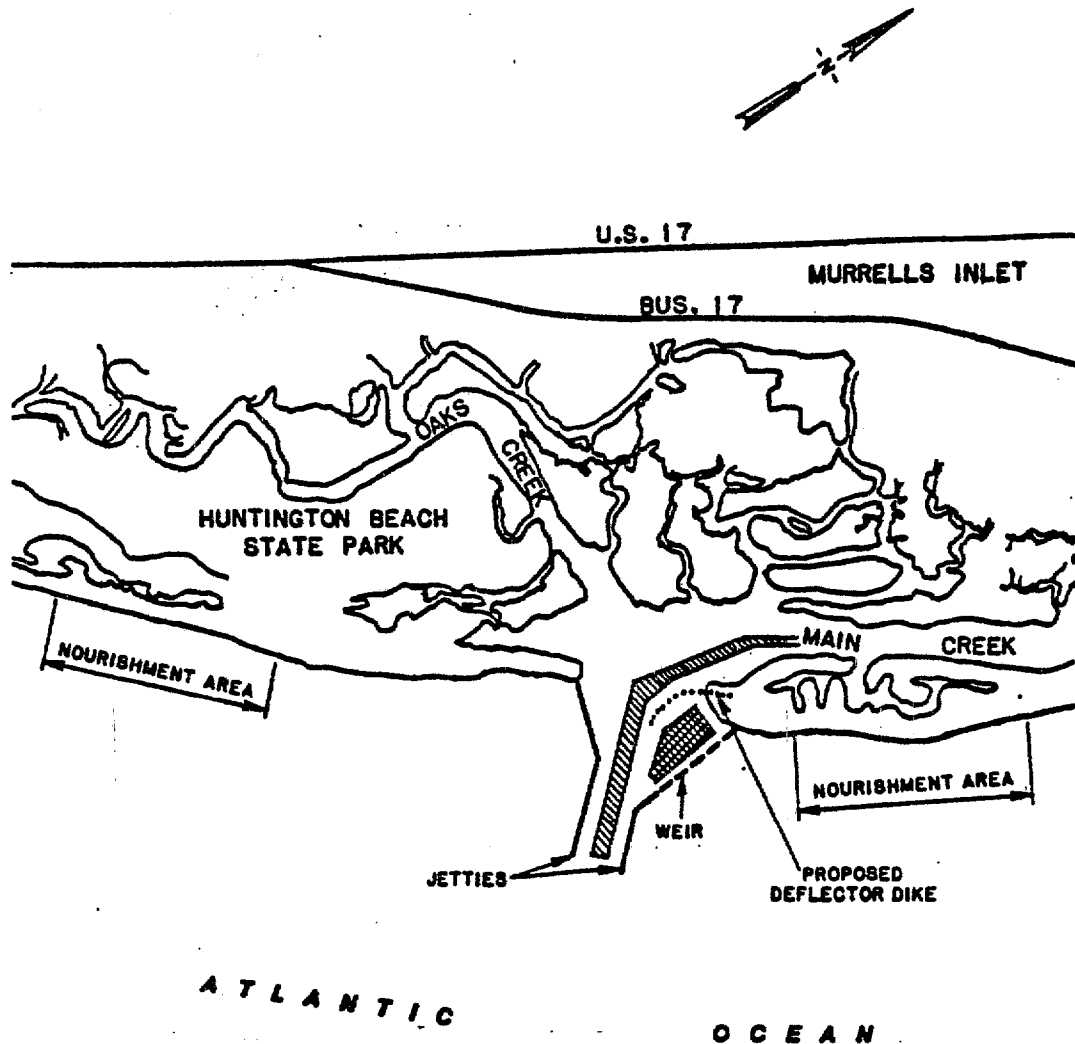 N
U.S. 17
MURRELLS INLET
BUS. 17
OAKS
CREEK
HUNTINGTON BEACH
STATE PARK
MAIN
CREEK
NOURISHMENT AREA
NOURISHMENT AREA
WEIR
JETTIES
PROPOSED
DEFLECTOR DIKE
ATLANTIC
OCEAN